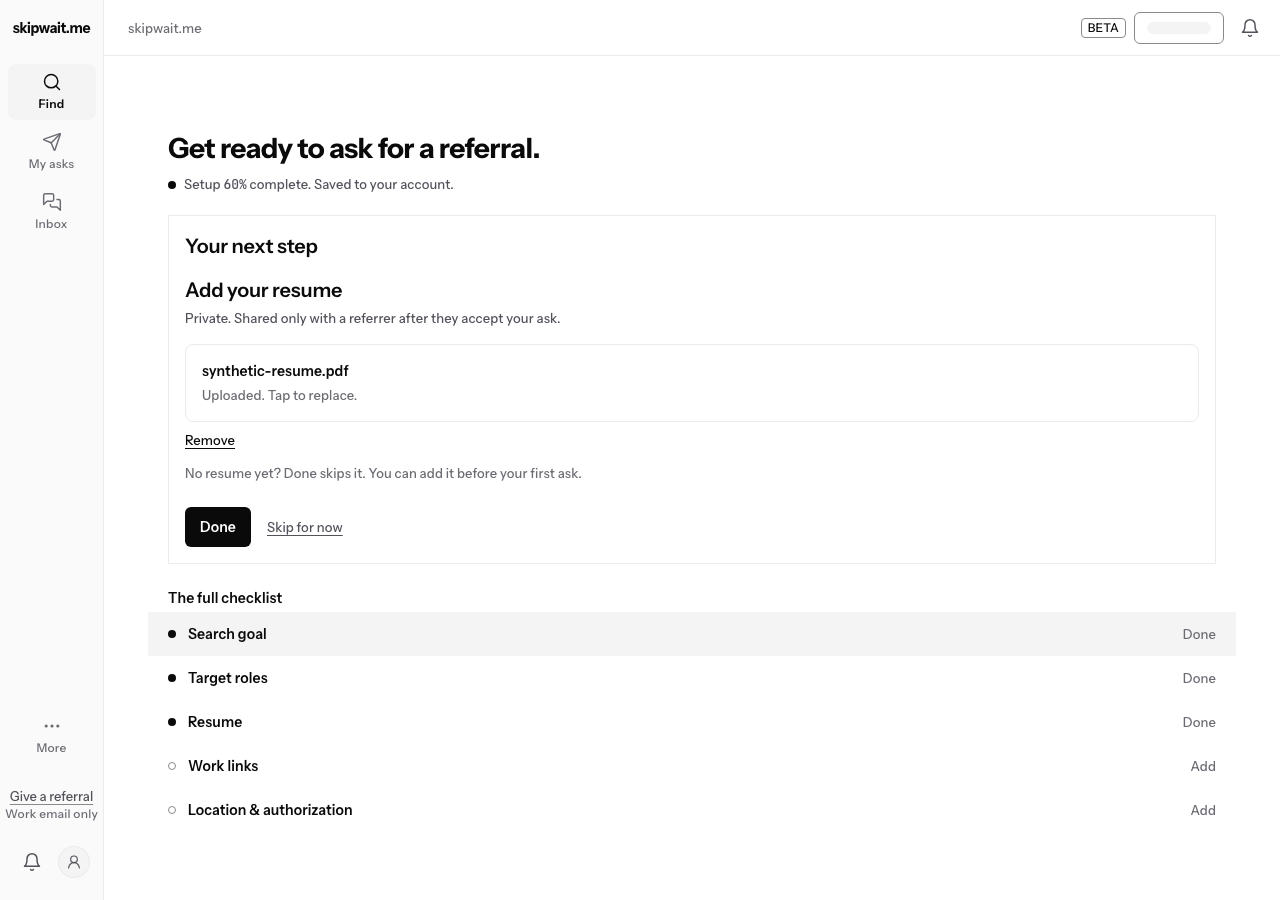 skipwait.me
skipwait.me
BETA
Find
My asks
Inbox
Get ready to ask for a referral.
Setup 60% complete. Saved to your account.
Your next step
Add your resume
Private. Shared only with a referrer after they accept your ask.
synthetic-resume.pdf
Uploaded. Tap to replace.
Remove
No resume yet? Done skips it. You can add it before your first ask.
Done
Skip for now
The full checklist
Search goal Done
Target roles Done
Resume Done
Work links Add
Location & authorization Add
More
Give a referral
Work email only